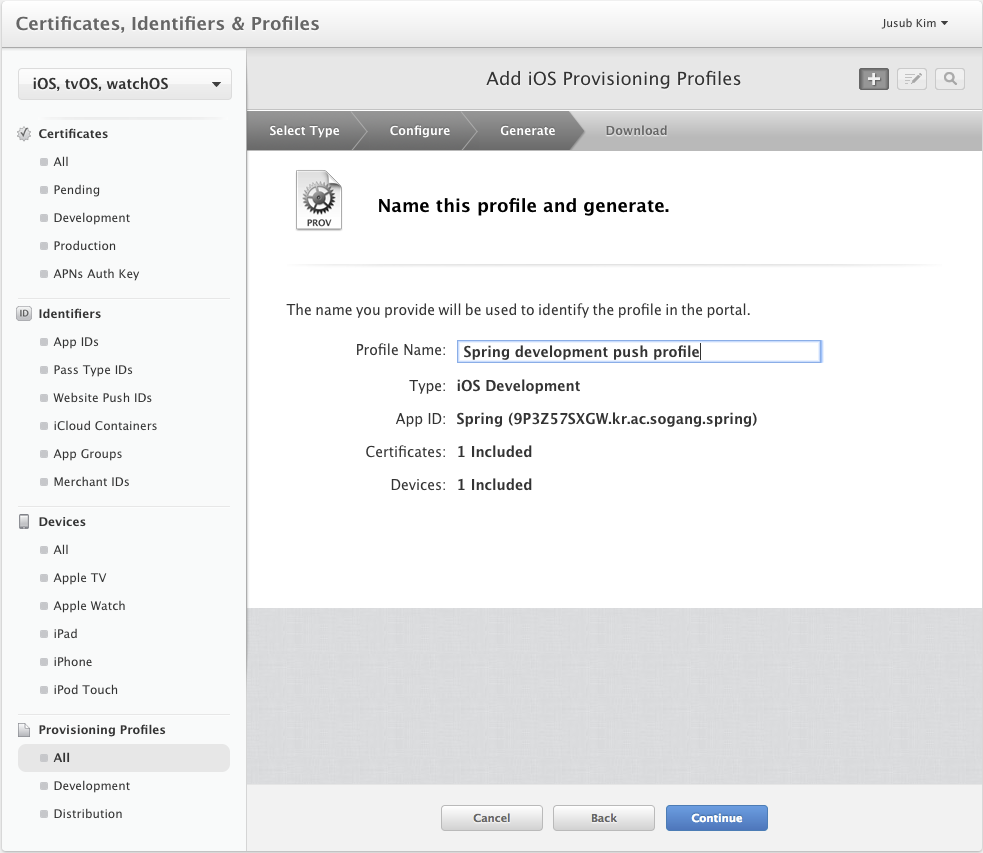 Certificates, Identifiers & Profiles
Jusub Kim
iOS, tvOS, watchOS
Certificates
All
Pending
Development
Production
APNs Auth Key
ID Identifiers
App IDs
Pass Type IDs
Website Push IDs
iCloud Containers
App Groups
Merchant IDs
Devices
All
Apple TV
Apple Watch
iPad
iPhone
iPod Touch
Provisioning Profiles
All
Development
Distribution
Add iOS Provisioning Profiles
Select Type Configure Generate Download
PROV
Name this profile and generate.
The name you provide will be used to identify the profile in the portal.
Profile Name: Spring development push profile
Type: iOS Development
App ID: Spring (9P3Z57SXGW.kr.ac.sogang.spring)
Certificates: 1 Included
Devices: 1 Included
Cancel Back Continue